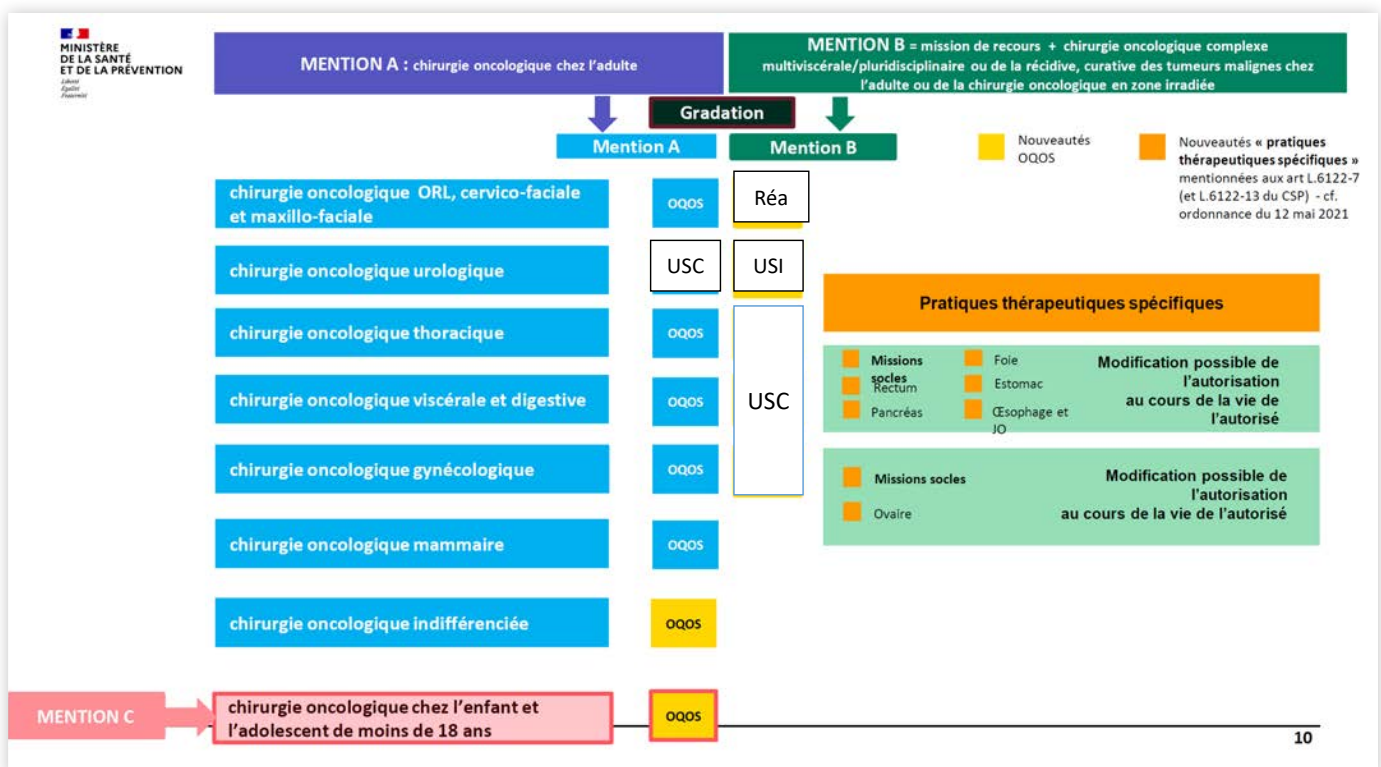 MINISTÈRE
DE LA SANTÉ
ET DE LA PRÉVENTION
Liberté
Égalité
Fraternité
MENTION A : chirurgie oncologique chez l'adulte
MENTION B = mission de recours + chirurgie oncologique complexe
multiviscérale/pluridisciplinaire ou de la récidive, curative des tumeurs malignes chez
l'adulte ou de la chirurgie oncologique en zone irradiée
Gradation
Mention A
Mention B
Nouveautés
OQOS
Nouveautés « pratiques
thérapeutiques spécifiques »
mentionnées aux art L.6122-7
(et L.6122-13 du CSP) - cf.
ordonnance du 12 mai 2021
chirurgie oncologique ORL, cervico-faciale
et maxillo-faciale
OQOS
Réa
chirurgie oncologique urologique
USC
USI
chirurgie oncologique thoracique
OQOS
USC
chirurgie oncologique viscérale et digestive
OQOS
chirurgie oncologique gynécologique
OQOS
chirurgie oncologique mammaire
OQOS
chirurgie oncologique indifférenciée
OQOS
Pratiques thérapeutiques spécifiques
Missions
socles
Rectum
Pancréas
Foie
Estomac
Œsophage et
JO
Modification possible de
l'autorisation
au cours de la vie de
l'autorisé
Missions socles
Ovaire
Modification possible de
l'autorisation
au cours de la vie de l'autorisé
MENTION C
chirurgie oncologique chez l'enfant et
l'adolescent de moins de 18 ans
OQOS
10